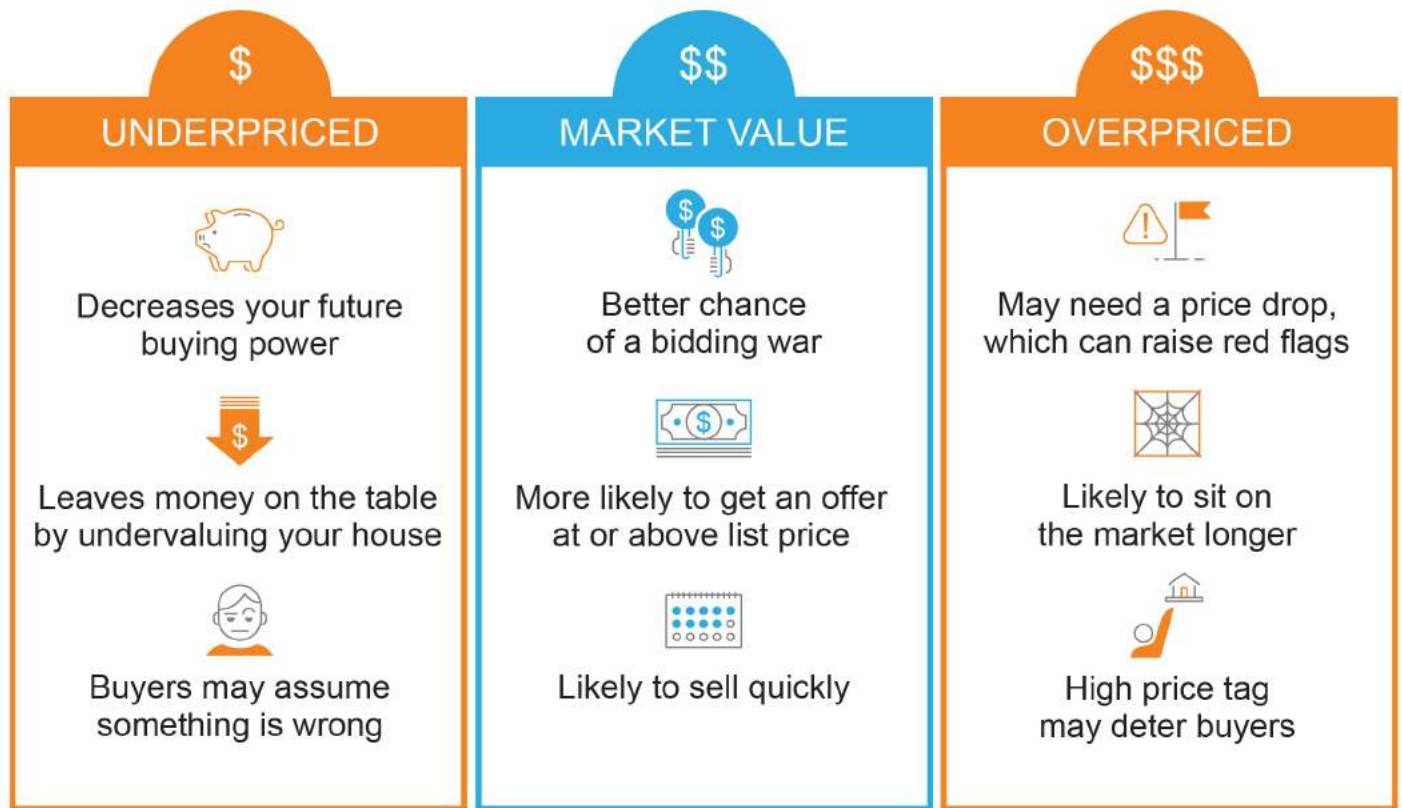 $
UNDERPRICED
Decreases your future
buying power
$
Leaves money on the table
by undervaluing your house
Buyers may assume
something is wrong
$$
MARKET VALUE
$
$
Better chance
of a bidding war
$
More likely to get an offer
at or above list price
Likely to sell quickly
$$$
OVERPRICED
!
May need a price drop,
which can raise red flags
Likely to sit on
the market longer
High price tag
may deter buyers